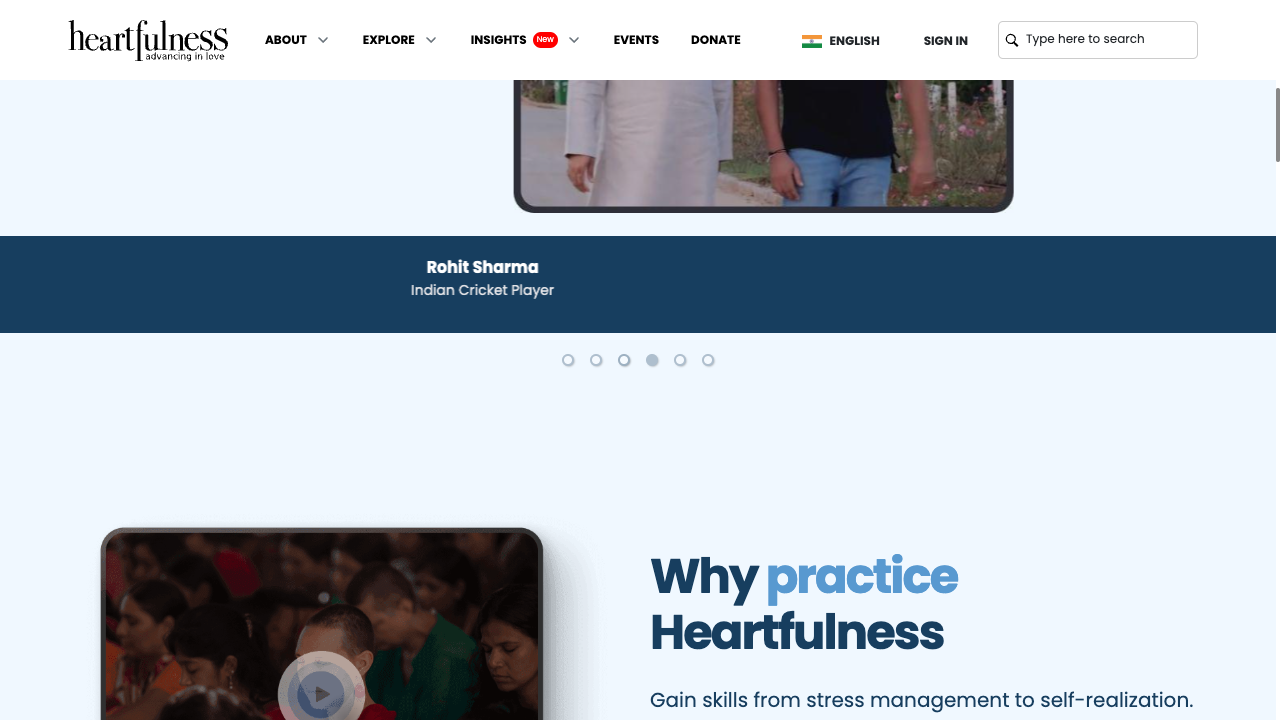 heartfulness
advancing in love
ABOUT
EXPLORE
INSIGHTS New
EVENTS
DONATE
ENGLISH
SIGN IN
Type here to search
Rohit Sharma
Indian Cricket Player
Why practice
Heartfulness
Gain skills from stress management to self-realization.